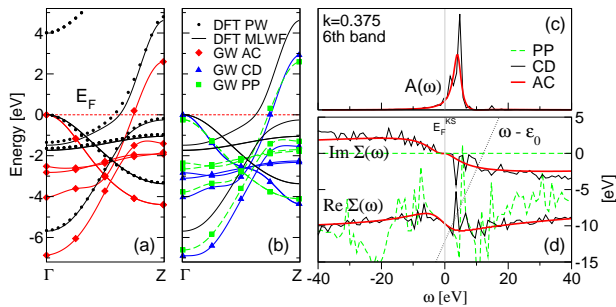 4
2
0
-2
-4
-6
Energy [eV]
E_F
DFT PW
DFT MLWF
GW AC
GW CD
GW PP
(a)
(b)
Γ
Z
Γ
Z
k=0.375
6th band
(c)
A(ω)
PP
CD
AC
E_F^KS
ω - ε_0
Im Σ(ω)
Re Σ(ω)
(d)
5
0
-5
-10
[eV]
-40
-20
0
20
40
ω [eV]